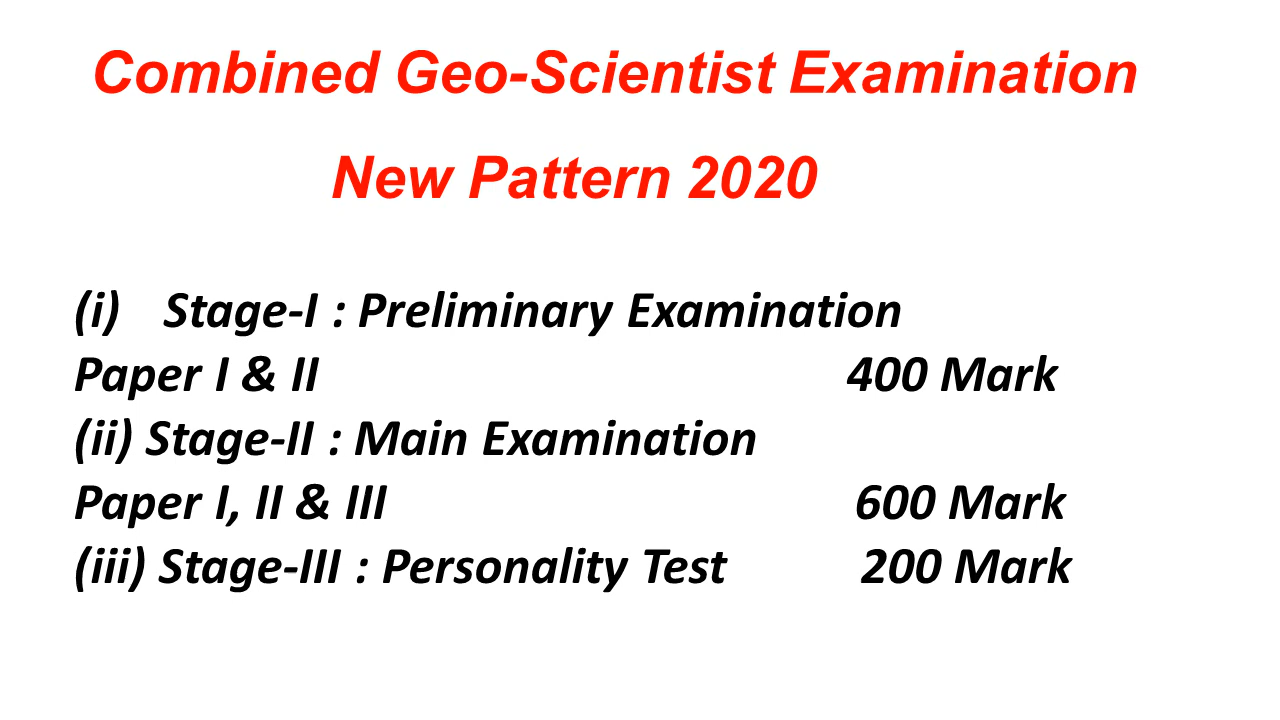 Combined Geo-Scientist Examination
New Pattern 2020
(i) Stage-I : Preliminary Examination
Paper I & II 400 Mark
(ii) Stage-II : Main Examination
Paper I, II & III 600 Mark
(iii) Stage-III : Personality Test 200 Mark